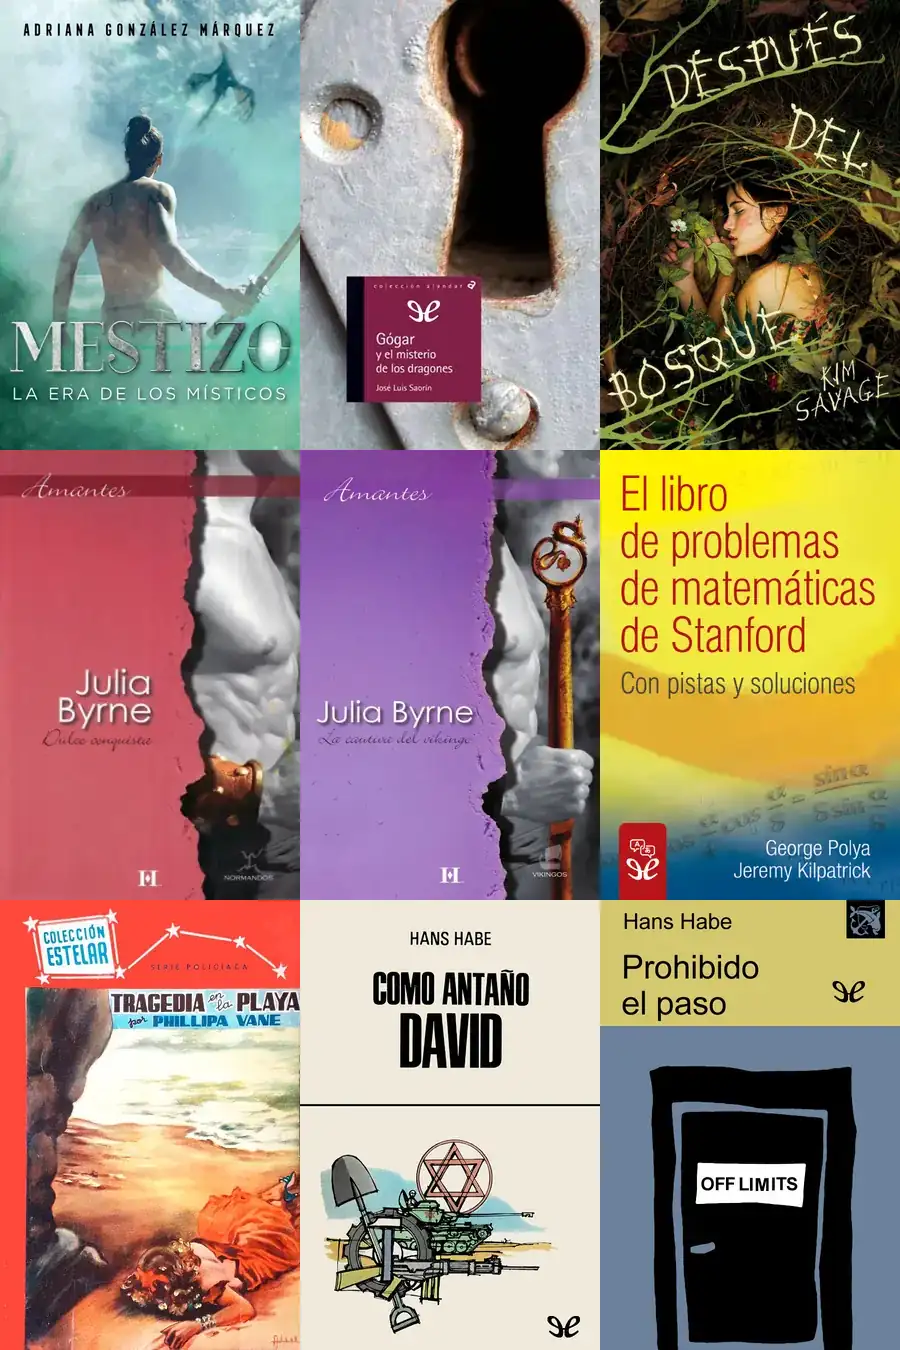 ADRIANA GONZÁLEZ MÁRQUEZ
MESTIZO
LA ERA DE LOS MÍSTICOS
colección alandar
Gógar
y el misterio
de los dragones
José Luis Saorín
DESPUÉS
DEL
BOSQUE
KIM
SAVAGE
Amantes
Julia
Byrne
Dulce conquista
NORMANDOS
Amantes
Julia Byrne
La cautiva del vikingo
VIKINGOS
El libro
de problemas
de matemáticas
de Stanford
Con pistas y soluciones
George Polya
Jeremy Kilpatrick
COLECCIÓN
ESTELAR
SERIE POLICIACA
TRAGEDIA en la PLAYA
por PHILLIPA VANE
HANS HABE
COMO ANTAÑO
DAVID
Hans Habe
Prohibido
el paso
OFF LIMITS